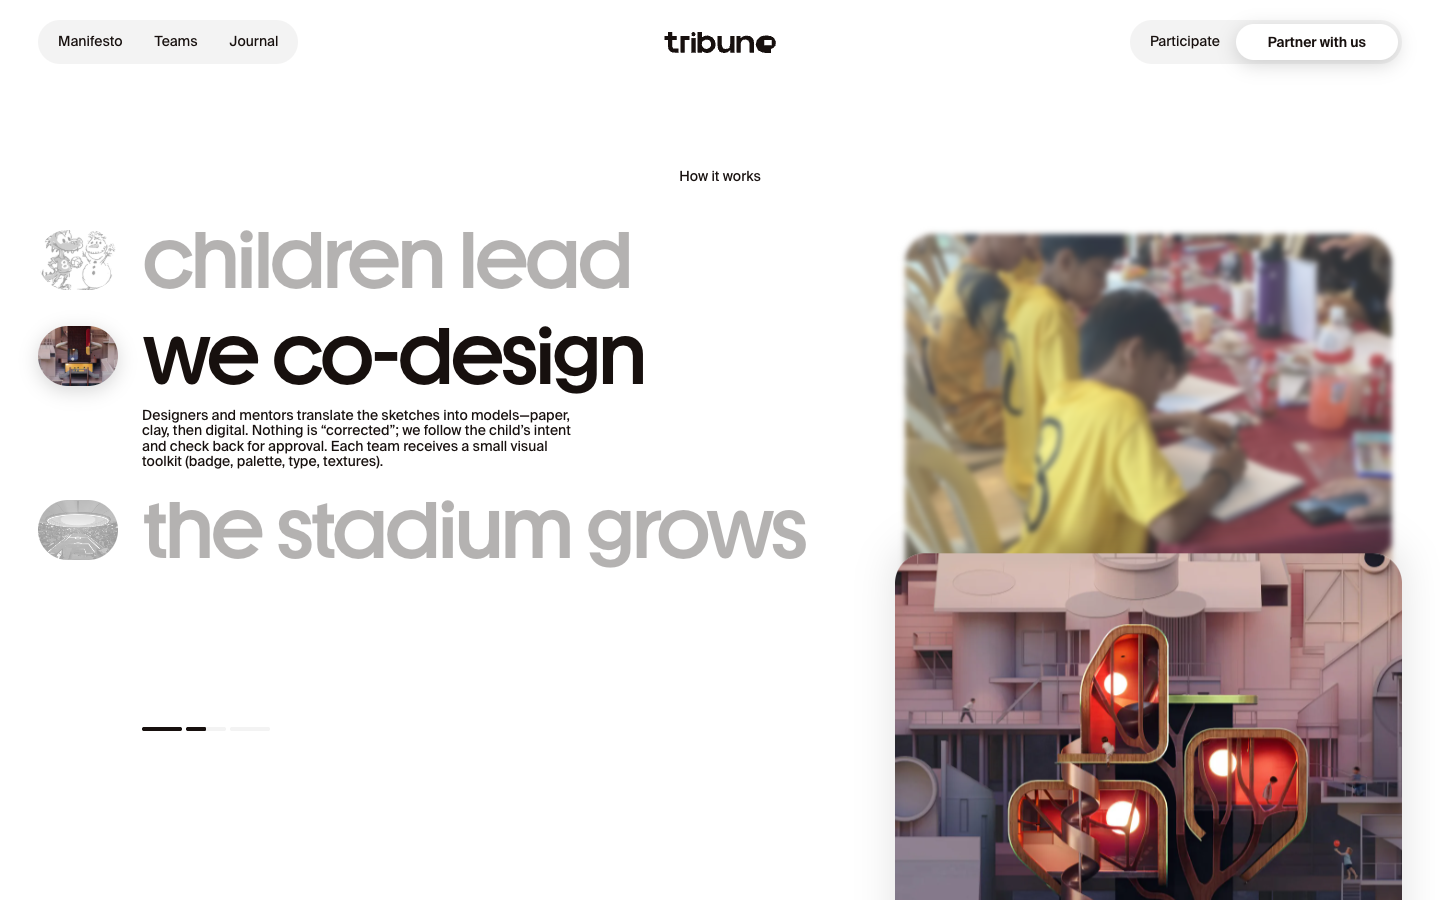 Manifesto
Teams
Journal
tribune
Participate
Partner with us
How it works
children lead
we co-design
Designers and mentors translate the sketches into models—paper,
clay, then digital. Nothing is “corrected”; we follow the child’s intent
and check back for approval. Each team receives a small visual
toolkit (badge, palette, type, textures).
the stadium grows
8